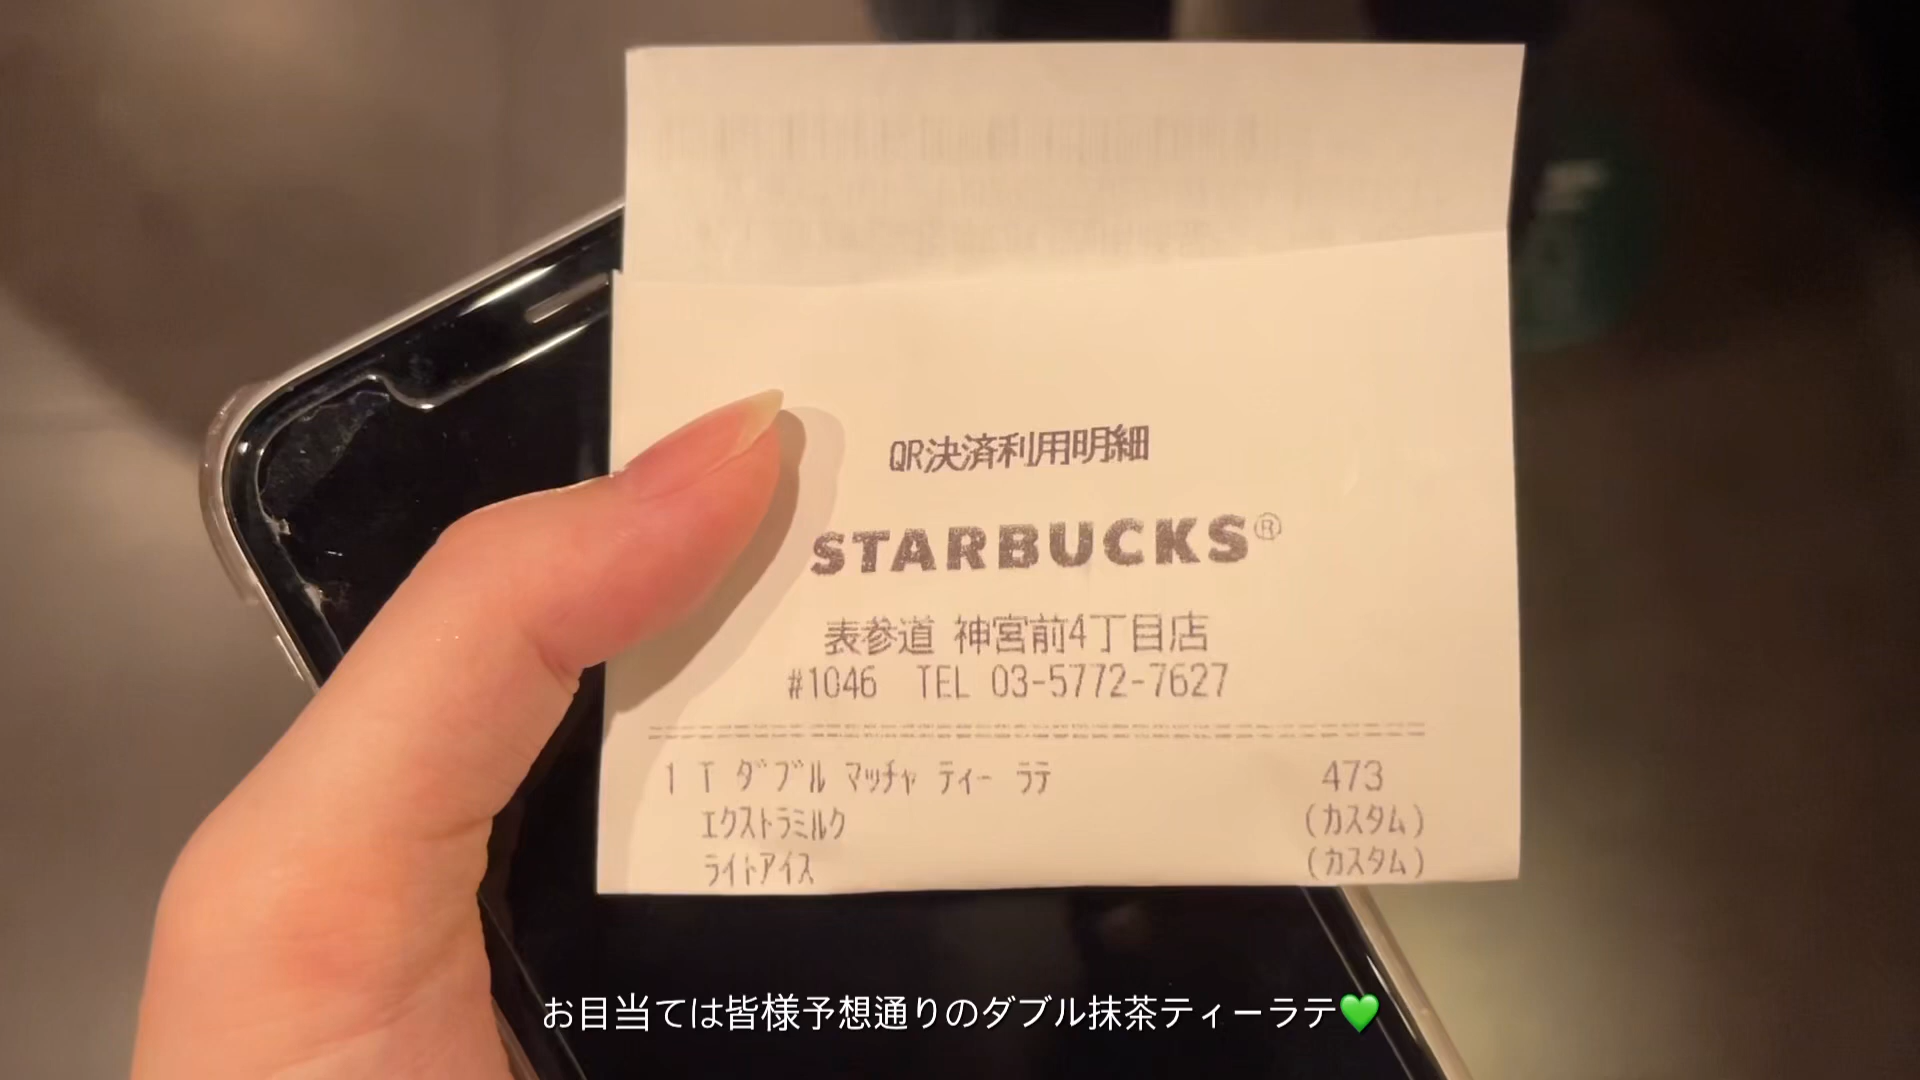 QR決済利用明細
STARBUCKS®
表参道 神宮前4丁目店
#1046 TEL 03-5772-7627
1 T ダブル マッチャ ティー ラテ 473
エクストラミルク (カスタム)
ライトアイス (カスタム)
お目当ては皆様予想通りのダブル抹茶ティーラテ💚